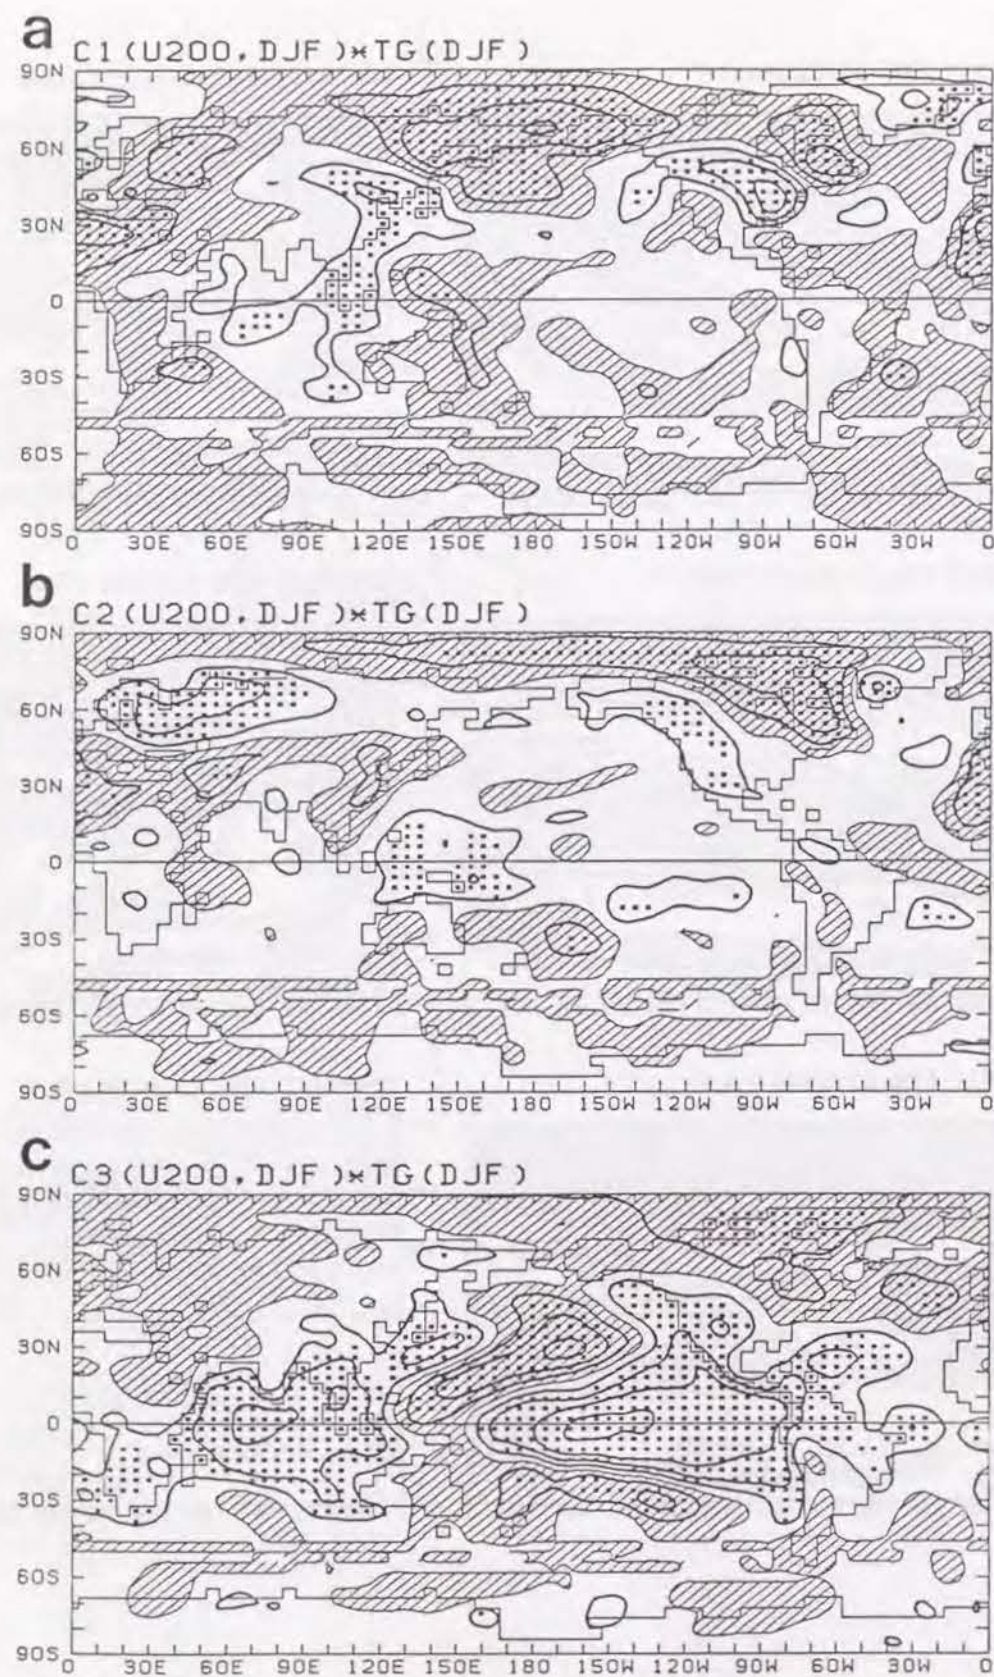 a
C1(U200,DJF)*TG(DJF)
90N
60N
30N
0
30S
60S
90S
0 30E 60E 90E 120E 150E 180 150W 120W 90W 60W 30W 0
b
C2(U200,DJF)*TG(DJF)
90N
60N
30N
0
30S
60S
90S
0 30E 60E 90E 120E 150E 180 150W 120W 90W 60W 30W 0
c
C3(U200,DJF)*TG(DJF)
90N
60N
30N
0
30S
60S
90S
0 30E 60E 90E 120E 150E 180 150W 120W 90W 60W 30W 0